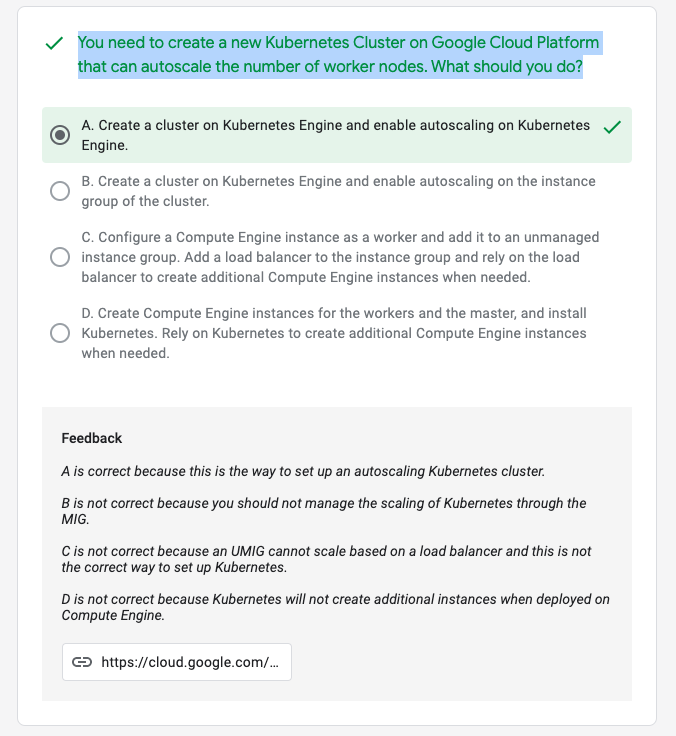 You need to create a new Kubernetes Cluster on Google Cloud Platform
that can autoscale the number of worker nodes. What should you do?
A. Create a cluster on Kubernetes Engine and enable autoscaling on Kubernetes
Engine.
B. Create a cluster on Kubernetes Engine and enable autoscaling on the instance
group of the cluster.
C. Configure a Compute Engine instance as a worker and add it to an unmanaged
instance group. Add a load balancer to the instance group and rely on the load
balancer to create additional Compute Engine instances when needed.
D. Create Compute Engine instances for the workers and the master, and install
Kubernetes. Rely on Kubernetes to create additional Compute Engine instances
when needed.
Feedback
A is correct because this is the way to set up an autoscaling Kubernetes cluster.
B is not correct because you should not manage the scaling of Kubernetes through the
MIG.
C is not correct because an UMIG cannot scale based on a load balancer and this is not
the correct way to set up Kubernetes.
D is not correct because Kubernetes will not create additional instances when deployed on
Compute Engine.
https://cloud.google.com/...